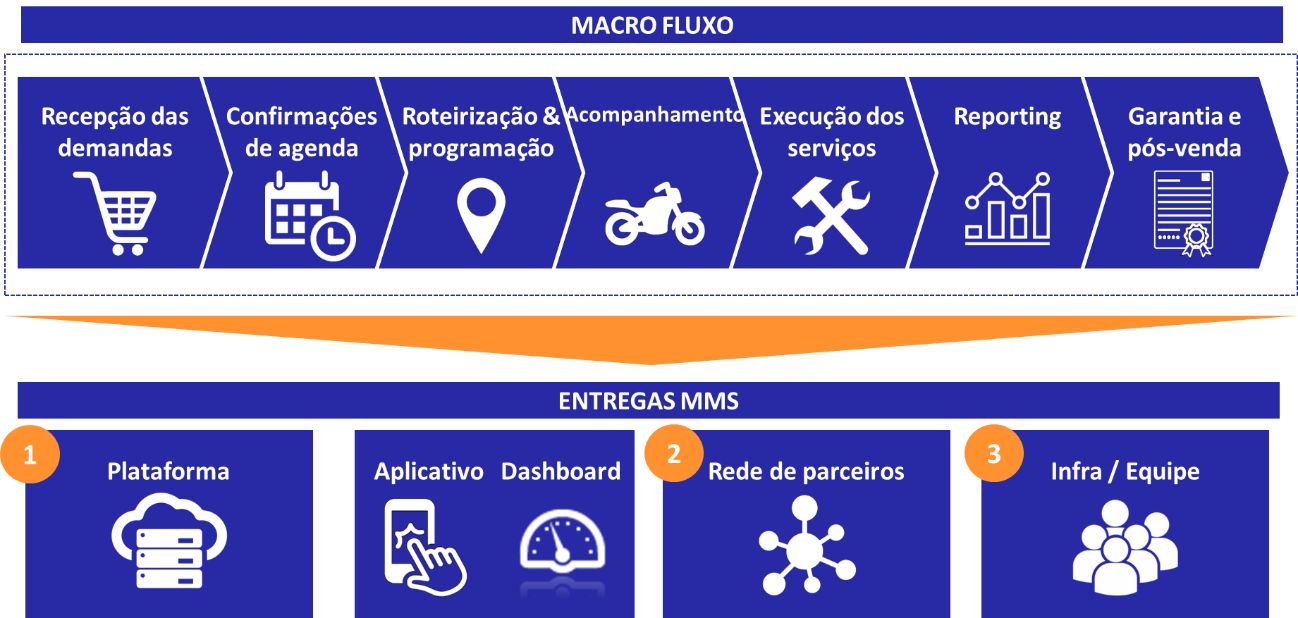 MACRO FLUXO
Recepção das
demandas
Confirmações
de agenda
Roteirização &
programação
Acompanhamento
Execução dos
serviços
Reporting
Garantia e
pós-venda
ENTREGAS MMS
1
Plataforma
Aplicativo
Dashboard
2
Rede de parceiros
3
Infra / Equipe